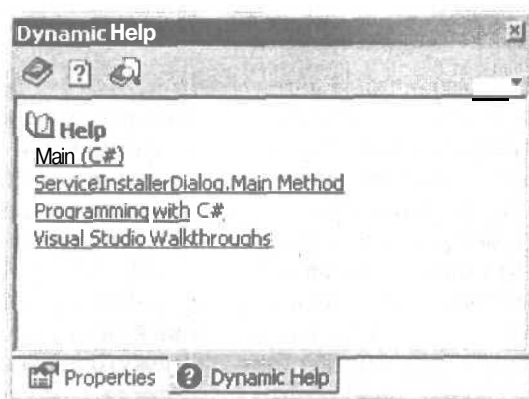 Dynamic Help
Help
Main (C#)
ServiceInstallerDialog.Main Method
Programming with C#
Visual Studio Walkthroughs
Properties Dynamic Help